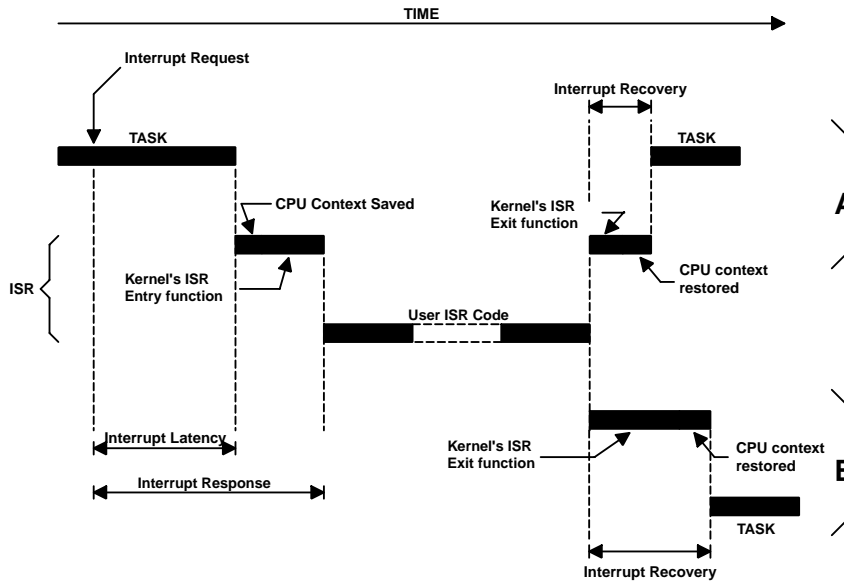 TIME
Interrupt Request
Interrupt Recovery
TASK
TASK
CPU Context Saved
Kernel's ISR
Exit function
ISR
Kernel's ISR
Entry function
CPU context
restored
User ISR Code
A
Interrupt Latency
Kernel's ISR
Exit function
CPU context
restored
B
Interrupt Response
TASK
Interrupt Recovery